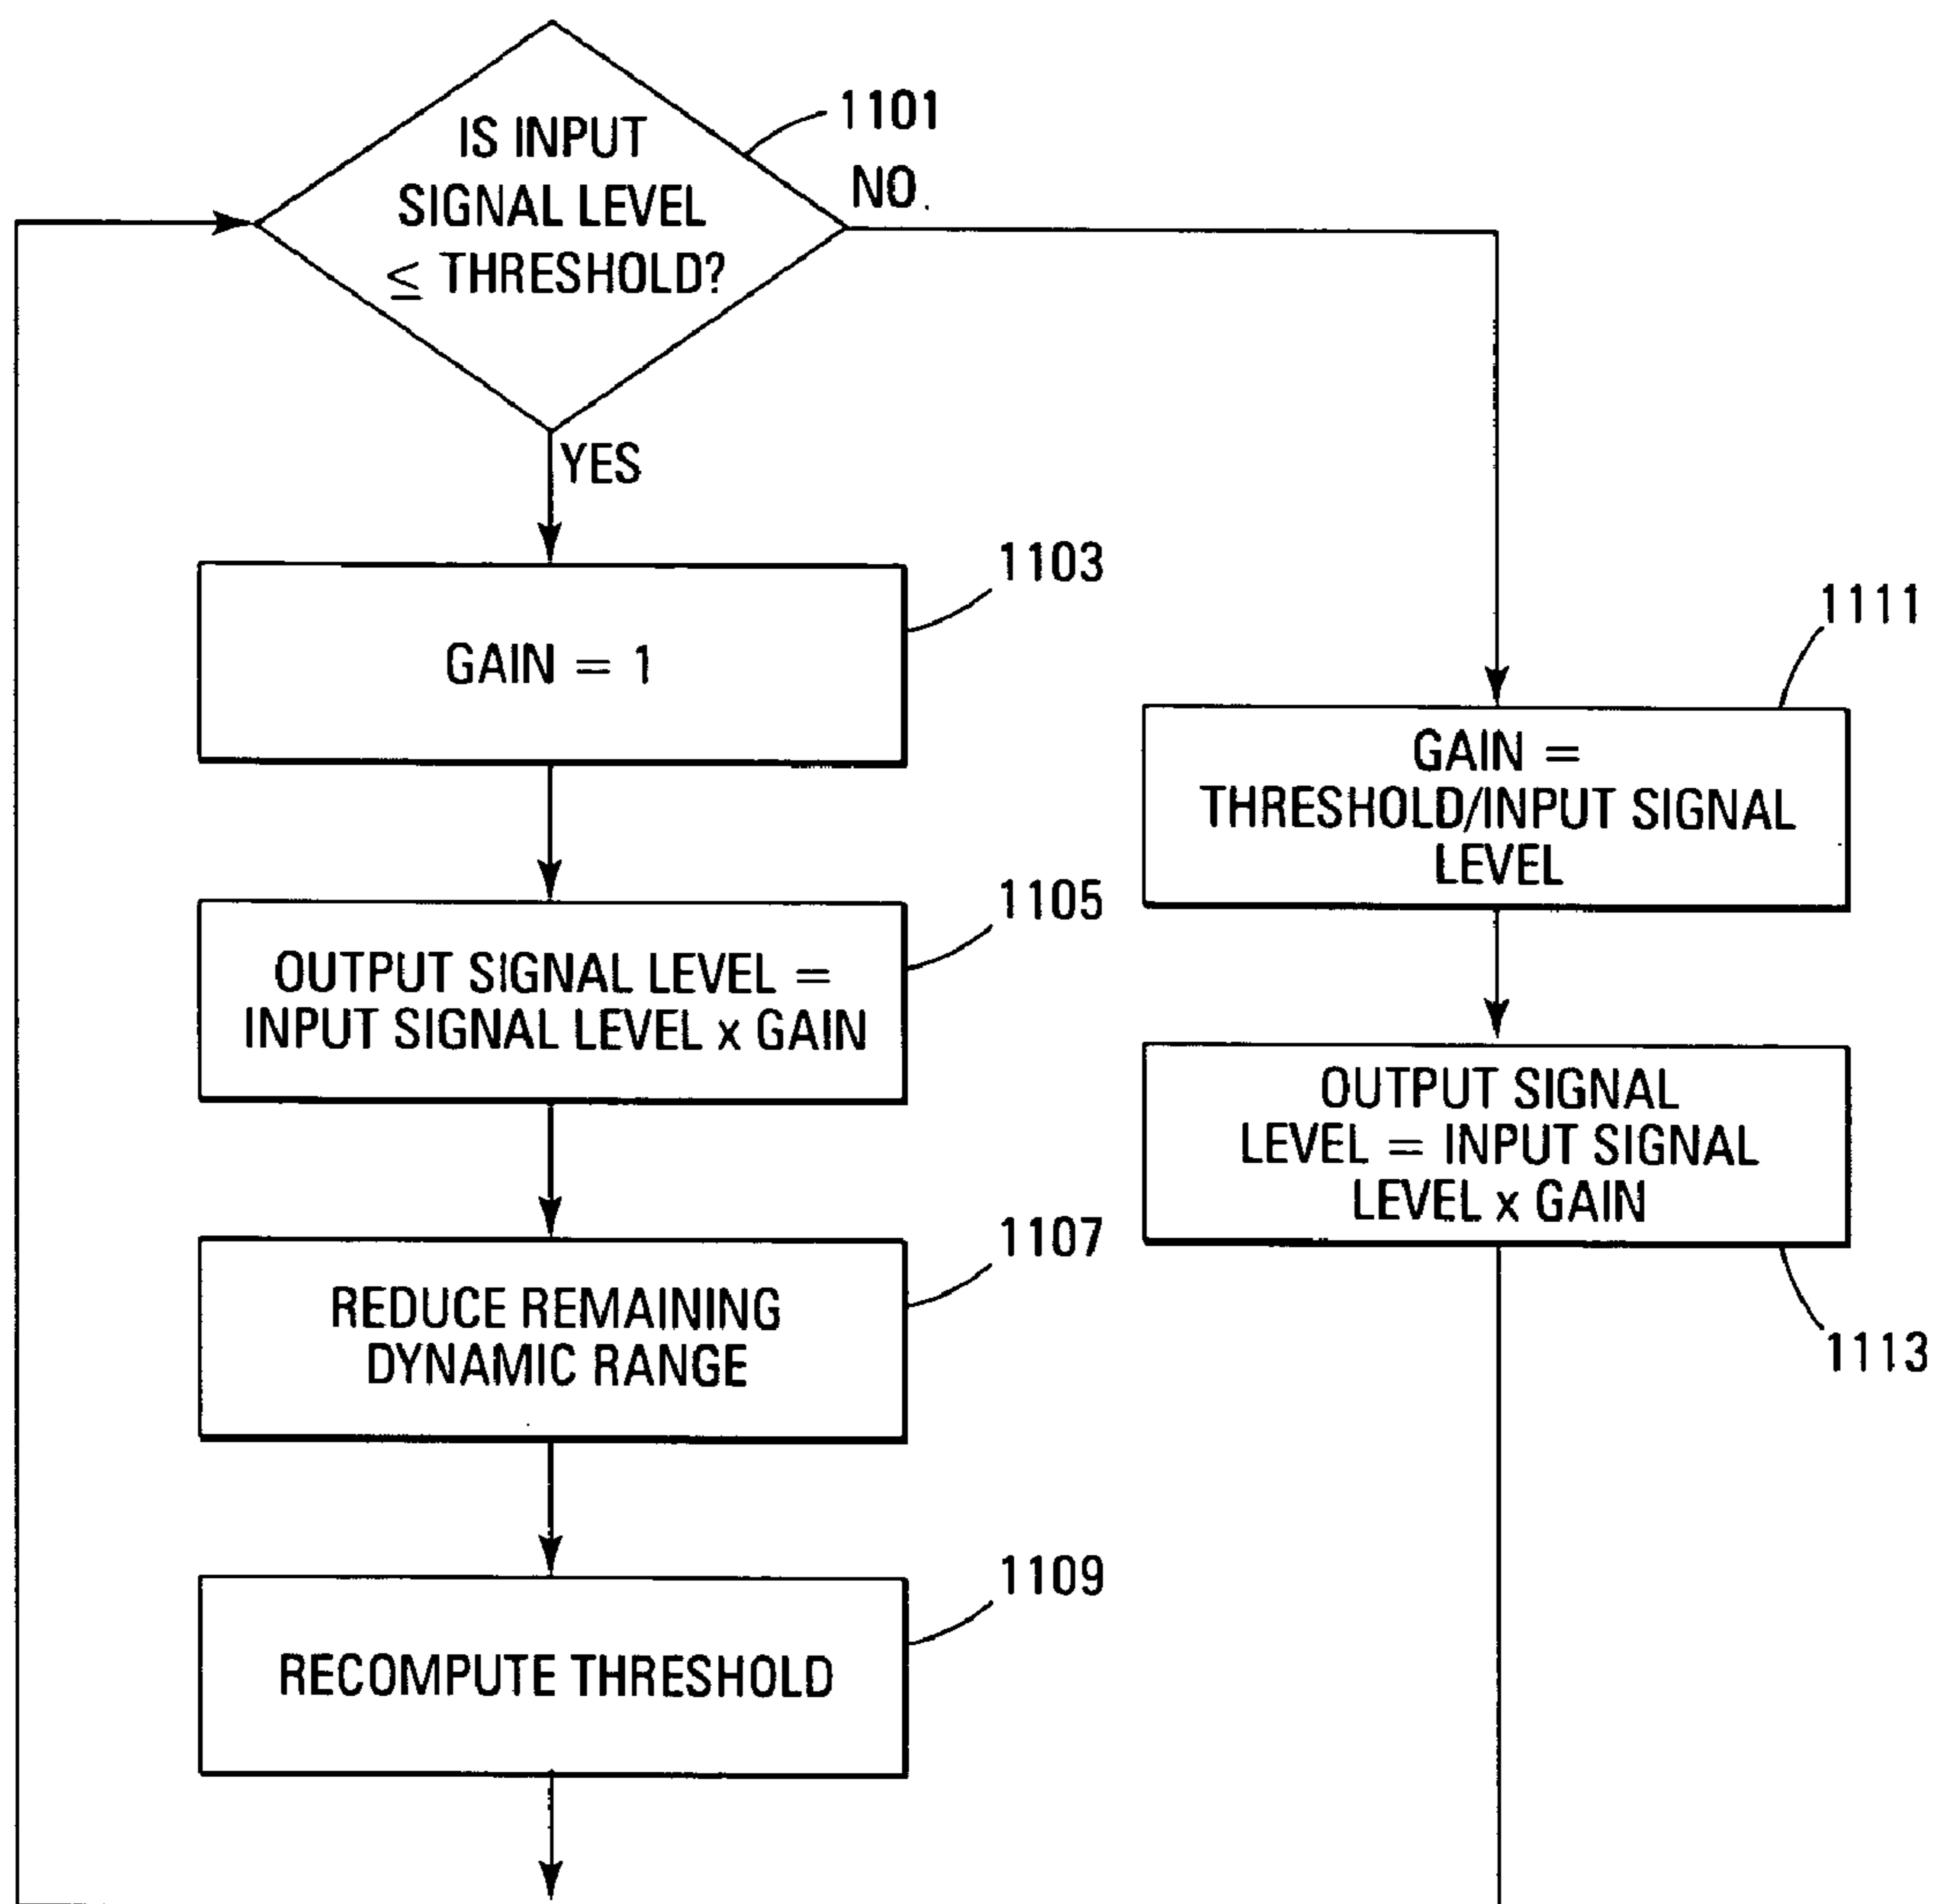 IS INPUT
SIGNAL LEVEL
≤ THRESHOLD?
1101
NO
YES
GAIN = 1
1103
OUTPUT SIGNAL LEVEL =
INPUT SIGNAL LEVEL x GAIN
1105
REDUCE REMAINING
DYNAMIC RANGE
1107
RECOMPUTE THRESHOLD
1109
GAIN =
THRESHOLD/INPUT SIGNAL
LEVEL
1111
OUTPUT SIGNAL
LEVEL = INPUT SIGNAL
LEVEL x GAIN
1113